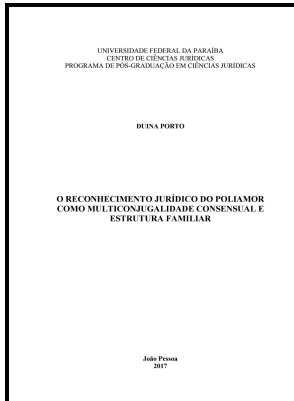 UNIVERSIDADE FEDERAL DA PARAÍBA
CENTRO DE CIÊNCIAS JURÍDICAS
PROGRAMA DE PÓS-GRADUAÇÃO EM CIÊNCIAS JURÍDICAS
DUINA PORTO
O RECONHECIMENTO JURÍDICO DO POLIAMOR
COMO MULTICONJUGALIDADE CONSENSUAL E
ESTRUTURA FAMILIAR
João Pessoa
2017